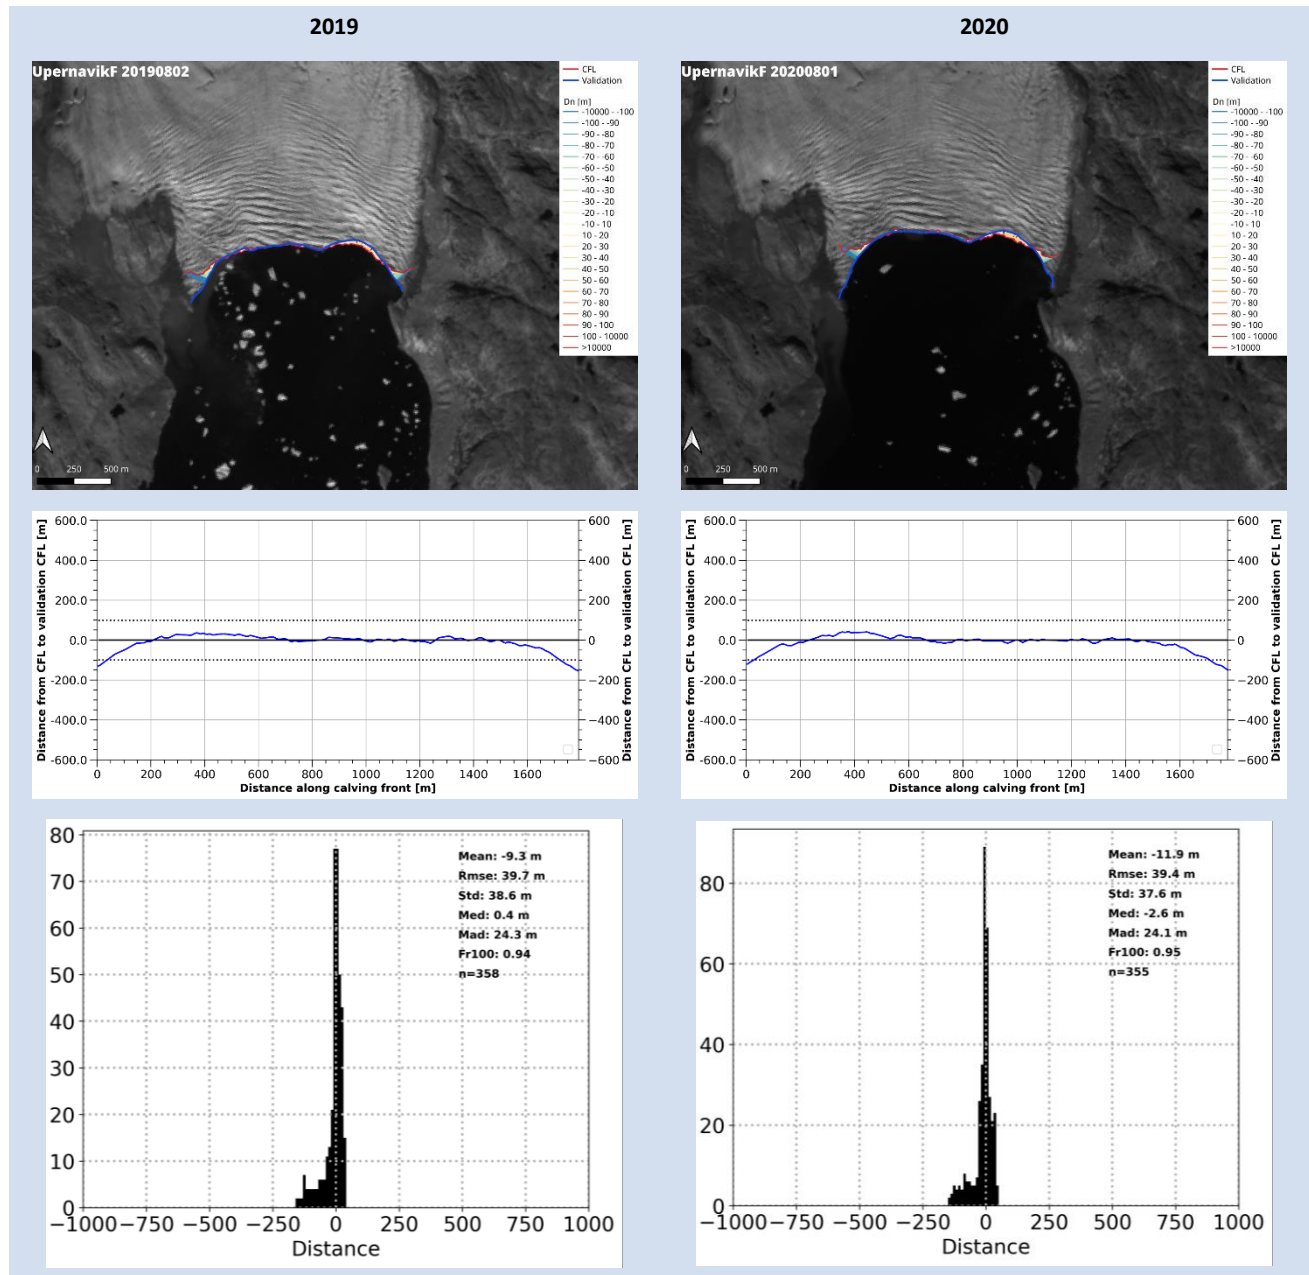 2019
2020
UpernavikF 20190802
CFL
Validation
Dn [m]
-10000 - -100
-100 - -90
-90 - -80
-80 - -70
-70 - -60
-60 - -50
-50 - -40
-40 - -30
-30 - -20
-20 - -10
-10 - 10
10 - 20
20 - 30
30 - 40
40 - 50
50 - 60
60 - 70
70 - 80
80 - 90
90 - 100
100 - 10000
>10000
0 250 500 m
UpernavikF 20200801
CFL
Validation
Dn [m]
-10000 - -100
-100 - -90
-90 - -80
-80 - -70
-70 - -60
-60 - -50
-50 - -40
-40 - -30
-30 - -20
-20 - -10
-10 - 10
10 - 20
20 - 30
30 - 40
40 - 50
50 - 60
60 - 70
70 - 80
80 - 90
90 - 100
100 - 10000
>10000
0 250 500 m
Distance from CFL to validation CFL [m]
600.0
400.0
200.0
0.0
-200.0
-400.0
-600.0
600
400
200
0
−200
−400
−600
Distance from CFL to validation CFL [m]
0 200 400 600 800 1000 1200 1400 1600
Distance along calving front [m]
Distance from CFL to validation CFL [m]
600.0
400.0
200.0
0.0
-200.0
-400.0
-600.0
600
400
200
0
−200
−400
−600
Distance from CFL to validation CFL [m]
0 200 400 600 800 1000 1200 1400 1600
Distance along calving front [m]
80
70
60
50
40
30
20
10
0
Mean: -9.3 m
Rmse: 39.7 m
Std: 38.6 m
Med: 0.4 m
Mad: 24.3 m
Fr100: 0.94
n=358
−1000 −750 −500 −250 0 250 500 750 1000
Distance
80
60
40
20
0
Mean: -11.9 m
Rmse: 39.4 m
Std: 37.6 m
Med: -2.6 m
Mad: 24.1 m
Fr100: 0.95
n=355
−1000 −750 −500 −250 0 250 500 750 1000
Distance